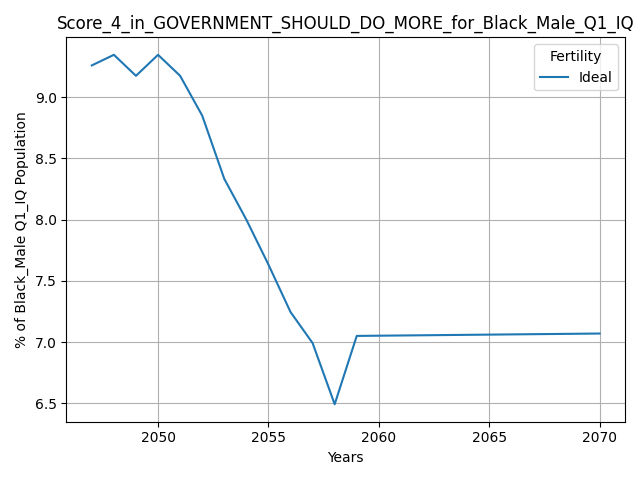 Score_4_in_GOVERNMENT_SHOULD_DO_MORE_for_Black_Male_Q1_IQ
Fertility
Ideal
% of Black_Male Q1_IQ Population
9.0
8.5
8.0
7.5
7.0
6.5
2050 2055 2060 2065 2070
Years